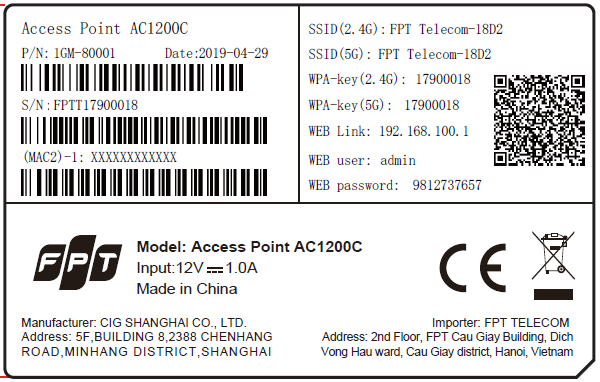 Access Point AC1200C
P/N: 1GM-80001 Date:2019-04-29
S/N:FPTT17900018
(MAC2)-1: XXXXXXXXXXXX
SSID(2.4G): FPT Telecom-18D2
SSID(5G): FPT Telecom-18D2
WPA-key(2.4G): 17900018
WPA-key(5G): 17900018
WEB Link: 192.168.100.1
WEB user: admin
WEB password: 9812737657
FPT
Model: Access Point AC1200C
Input:12V⎓1.0A
Made in China
CE
Manufacturer: CIG SHANGHAI CO., LTD.
Address: 5F,BUILDING 8,2388 CHENHANG
ROAD,MINHANG DISTRICT,SHANGHAI
Importer: FPT TELECOM
Address: 2nd Floor, FPT Cau Giay Building, Dich
Vong Hau ward, Cau Giay district, Hanoi, Vietnam